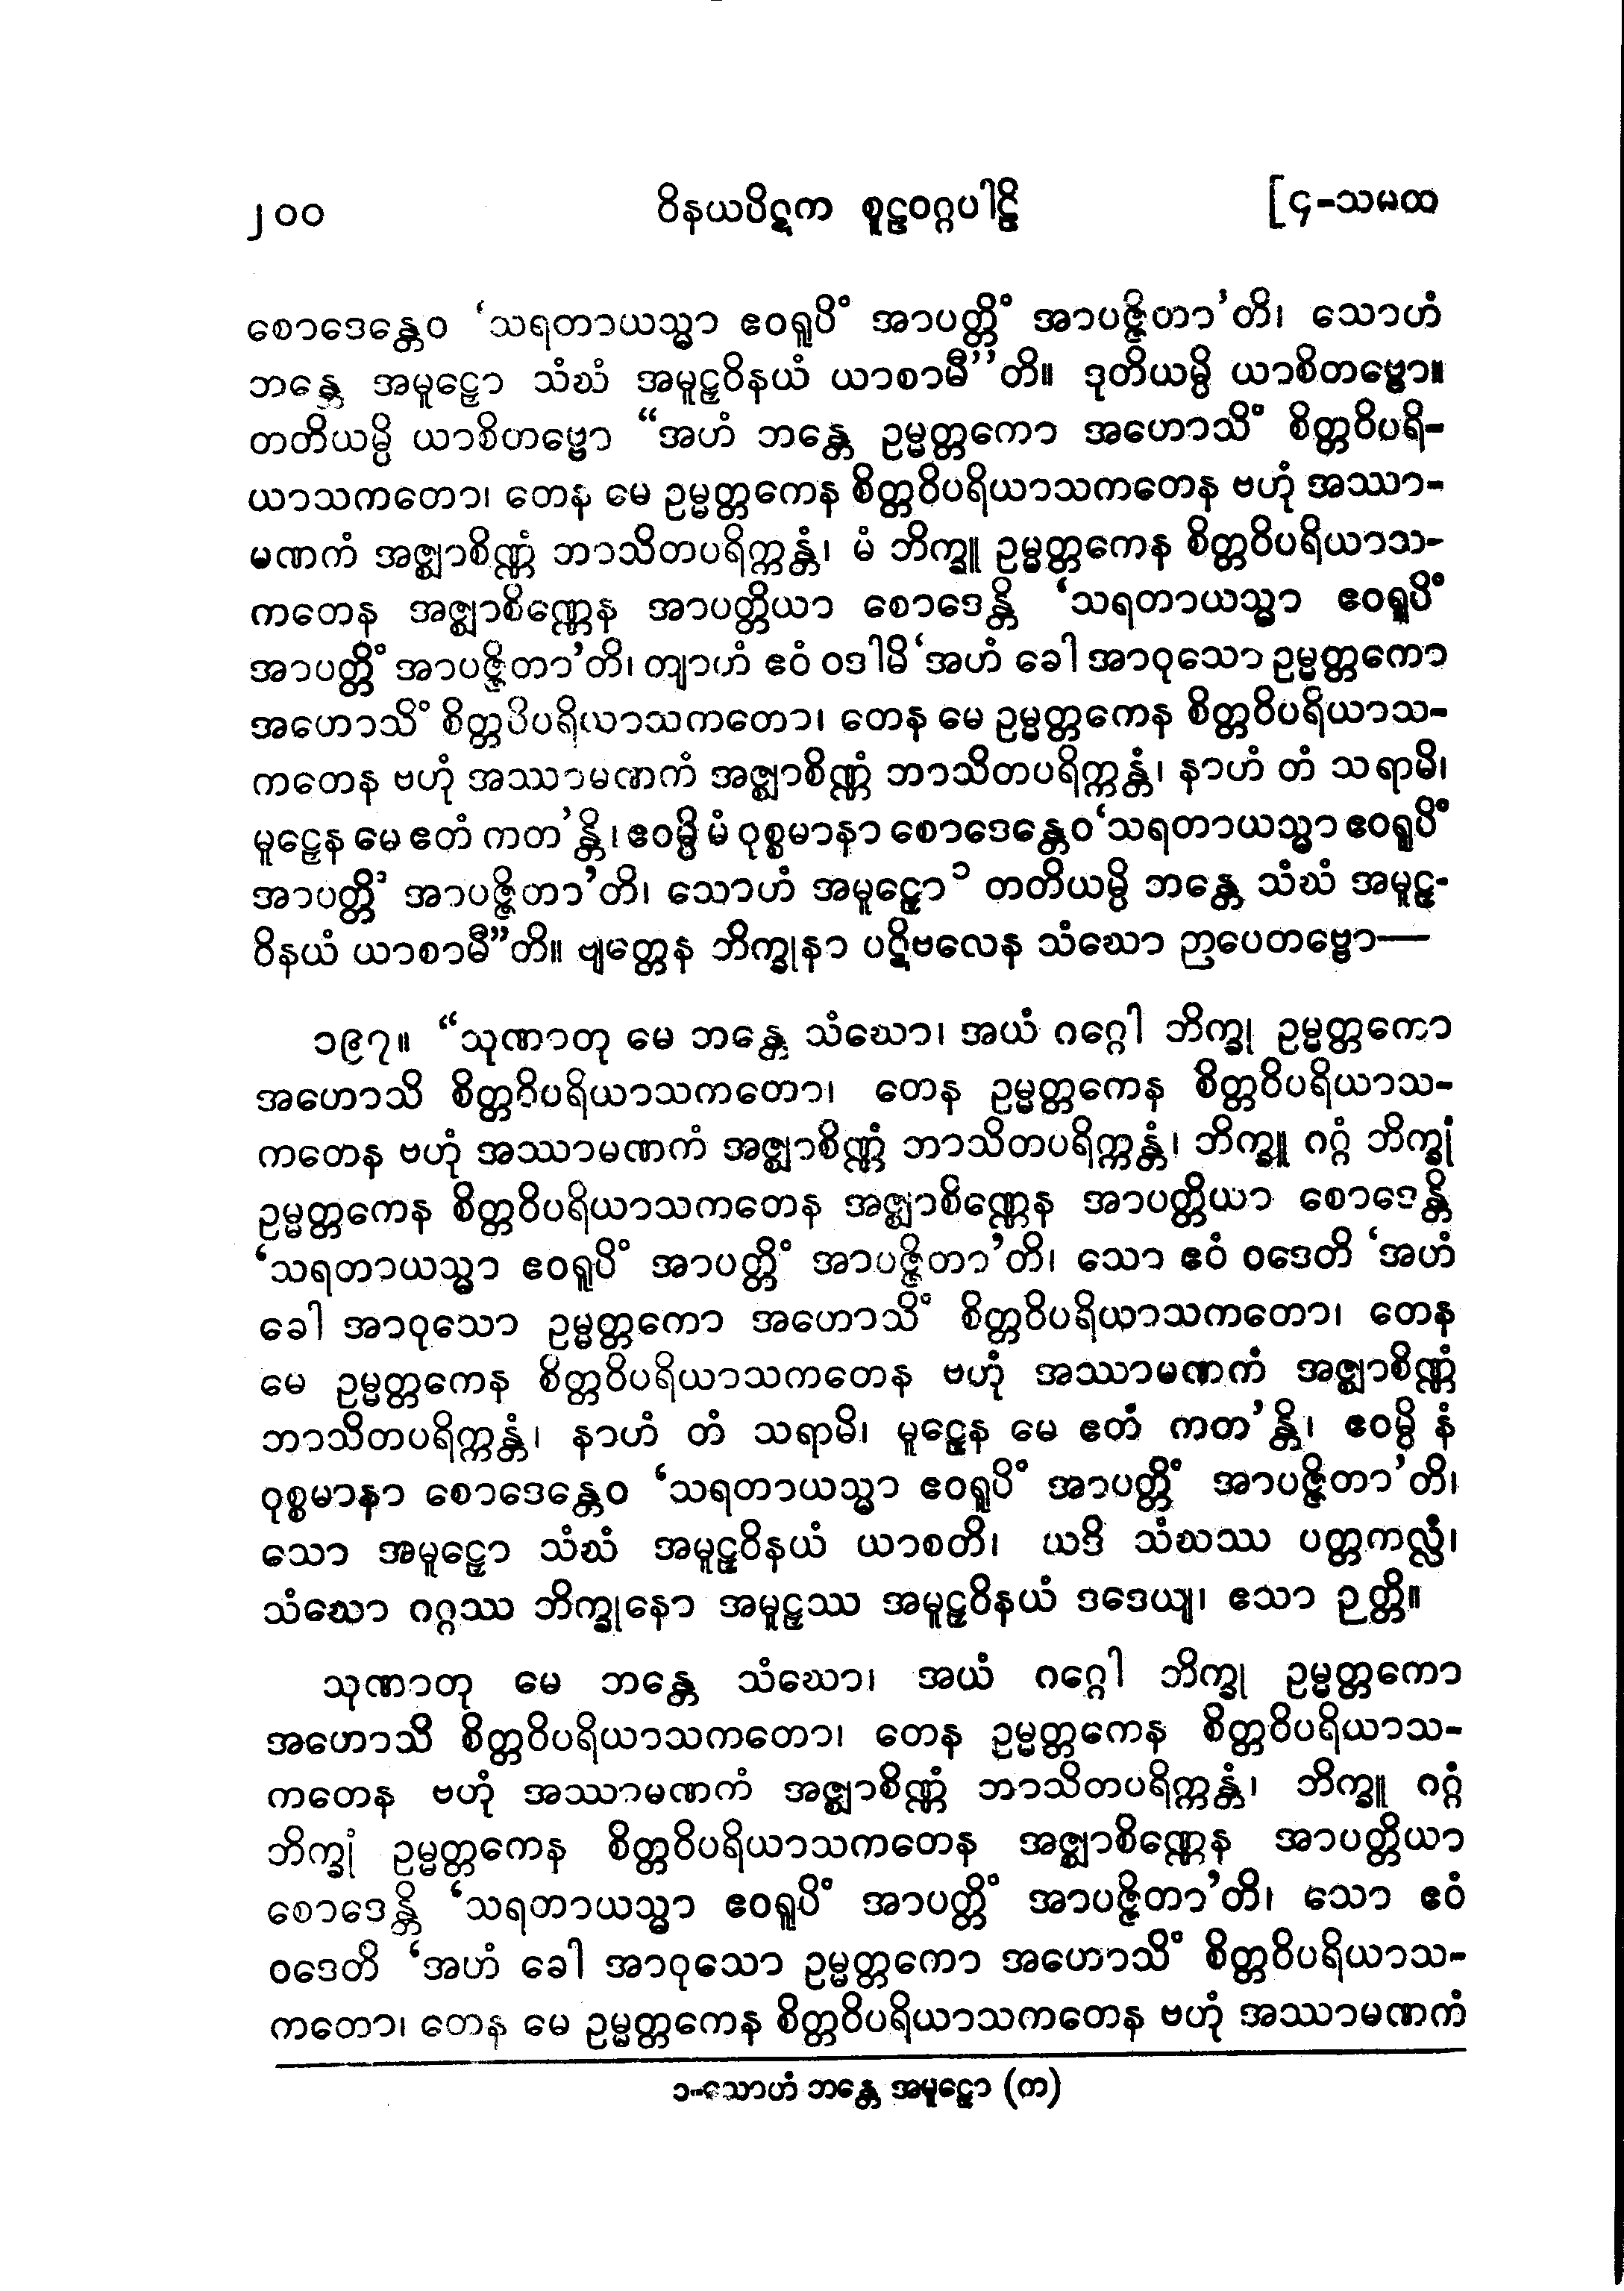 ၂၀၀ ဝိနယပိဋက စူဠဝဂ္ဂပါဠိ [၄-သမထ
စောဒေန္တေဝ ‘သရတာယသ္မာ ဧဝရူပိံ အာပတ္တိံ အာပဇ္ဇိတာ’တိ၊ သောဟံ
ဘန္တေ အမူဠှော သံဃံ အမူဠှဝိနယံ ယာစာမီ’’တိ။ ဒုတိယမ္ပိ ယာစိတဗ္ဗော။
တတိယမ္ပိ ယာစိတဗ္ဗော “အဟံ ဘန္တေ ဥမ္မတ္တကော အဟောသိံ စိတ္တဝိပရိ-
ယာသကတော၊ တေန မေ ဥမ္မတ္တကေန စိတ္တဝိပရိယာသကတေန ဗဟုံ အဿာ-
မဏကံ အဇ္ဈာစိဏ္ဏံ ဘာသိတပရိက္ကန္တံ၊ မံ ဘိက္ခူ ဥမ္မတ္တကေန စိတ္တဝိပရိယာသ-
ကတေန အဇ္ဈာစိဏ္ဏေန အာပတ္တိယာ စောဒေန္တိ ‘သရတာယသ္မာ ဧဝရူပိံ
အာပတ္တိံ အာပဇ္ဇိတာ’တိ၊ တျာဟံ ဧဝံ ဝဒါမိ ‘အဟံ ခေါ အာဝုသော ဥမ္မတ္တကော
အဟောသိံ စိတ္တဝိပရိယာသကတော၊ တေန မေ ဥမ္မတ္တကေန စိတ္တဝိပရိယာသ-
ကတေန ဗဟုံ အဿာမဏကံ အဇ္ဈာစိဏ္ဏံ ဘာသိတပရိက္ကန္တံ၊ နာဟံ တံ သရာမိ၊
မူဠှေန မေ ဧတံ ကတ’န္တိ၊ ဧဝမ္ပိ မံ ဝုစ္စမာနာ စောဒေန္တေဝ ‘သရတာယသ္မာ ဧဝရူပိံ
အာပတ္တိံ အာပဇ္ဇိတာ’တိ၊ သောဟံ အမူဠှော ၁ တတိယမ္ပိ ဘန္တေ သံဃံ အမူဠှ-
ဝိနယံ ယာစာမီ”တိ။ ဗျတ္တေန ဘိက္ခုနာ ပဋိဗလေန သံဃော ဉာပေတဗ္ဗော—
၁၉၇။ “သုဏာတု မေ ဘန္တေ သံဃော၊ အယံ ဂဂ္ဂေါ ဘိက္ခု ဥမ္မတ္တကော
အဟောသိ စိတ္တဝိပရိယာသကတော၊ တေန ဥမ္မတ္တကေန စိတ္တဝိပရိယာသ-
ကတေန ဗဟုံ အဿာမဏကံ အဇ္ဈာစိဏ္ဏံ ဘာသိတပရိက္ကန္တံ၊ ဘိက္ခူ ဂဂ္ဂံ ဘိက္ခုံ
ဥမ္မတ္တကေန စိတ္တဝိပရိယာသကတေန အဇ္ဈာစိဏ္ဏေန အာပတ္တိယာ စောဒေန္တိ
‘သရတာယသ္မာ ဧဝရူပိံ အာပတ္တိံ အာပဇ္ဇိတာ’တိ၊ သော ဧဝံ ဝဒေတိ ‘အဟံ
ခေါ အာဝုသော ဥမ္မတ္တကော အဟောသိံ စိတ္တဝိပရိယာသကတော၊ တေန
မေ ဥမ္မတ္တကေန စိတ္တဝိပရိယာသကတေန ဗဟုံ အဿာမဏကံ အဇ္ဈာစိဏ္ဏံ
ဘာသိတပရိက္ကန္တံ၊ နာဟံ တံ သရာမိ၊ မူဠှေန မေ ဧတံ ကတ’န္တိ၊ ဧဝမ္ပိ နံ
ဝုစ္စမာနာ စောဒေန္တေဝ ‘သရတာယသ္မာ ဧဝရူပိံ အာပတ္တိံ အာပဇ္ဇိတာ’တိ၊
သော အမူဠှော သံဃံ အမူဠှဝိနယံ ယာစတိ၊ ယဒိ သံဃဿ ပတ္တကလ္လံ၊
သံဃော ဂဂ္ဂဿ ဘိက္ခုနော အမူဠှဿ အမူဠှဝိနယံ ဒဒေယျ၊ ဧသာ ဉတ္တိ။
သုဏာတု မေ ဘန္တေ သံဃော၊ အယံ ဂဂ္ဂေါ ဘိက္ခု ဥမ္မတ္တကော
အဟောသိ စိတ္တဝိပရိယာသကတော၊ တေန ဥမ္မတ္တကေန စိတ္တဝိပရိယာသ-
ကတေန ဗဟုံ အဿာမဏကံ အဇ္ဈာစိဏ္ဏံ ဘာသိတပရိက္ကန္တံ၊ ဘိက္ခူ ဂဂ္ဂံ
ဘိက္ခုံ ဥမ္မတ္တကေန စိတ္တဝိပရိယာသကတေန အဇ္ဈာစိဏ္ဏေန အာပတ္တိယာ
စောဒေန္တိ ‘သရတာယသ္မာ ဧဝရူပိံ အာပတ္တိံ အာပဇ္ဇိတာ’တိ၊ သော ဧဝံ
ဝဒေတိ ‘အဟံ ခေါ အာဝုသော ဥမ္မတ္တကော အဟောသိံ စိတ္တဝိပရိယာသ-
ကတော၊ တေန မေ ဥမ္မတ္တကေန စိတ္တဝိပရိယာသကတေန ဗဟုံ အဿာမဏကံ
၁-သောဟံ ဘန္တေ အမူဠှော (က)